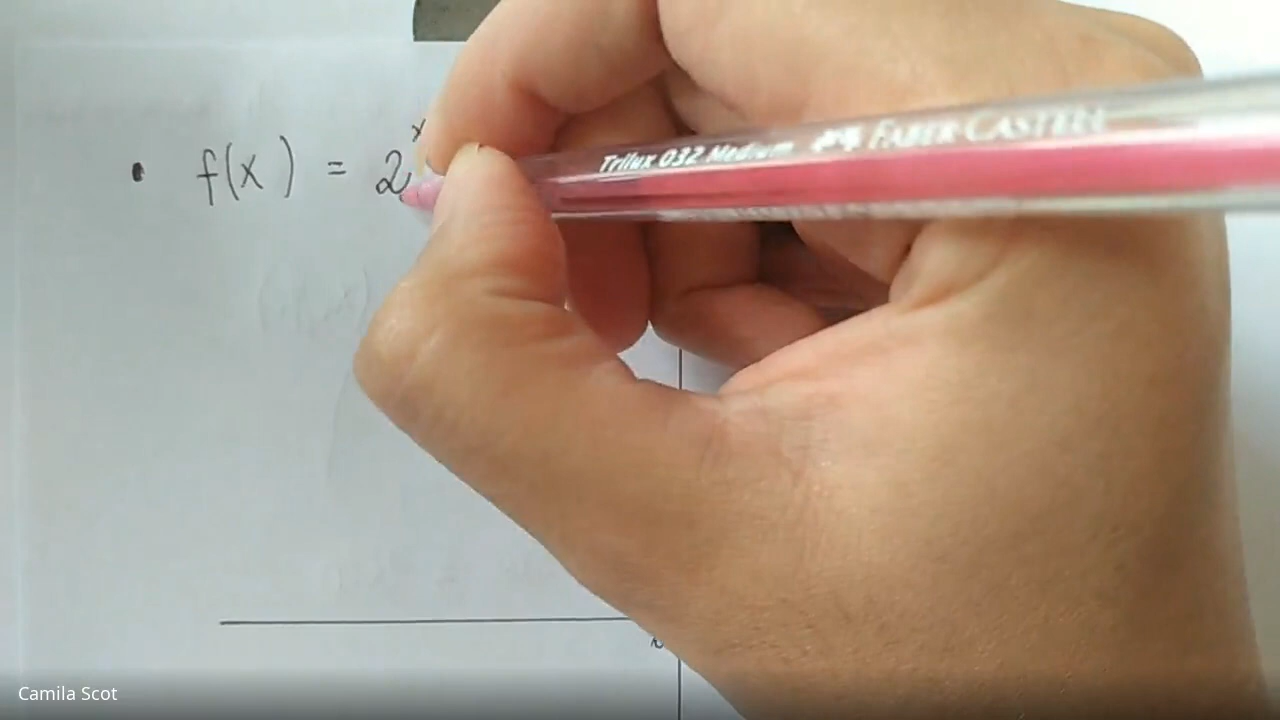 • f(x) = 2ˣ
Trilux 032 Medium FABER-CASTELL
Camila Scot